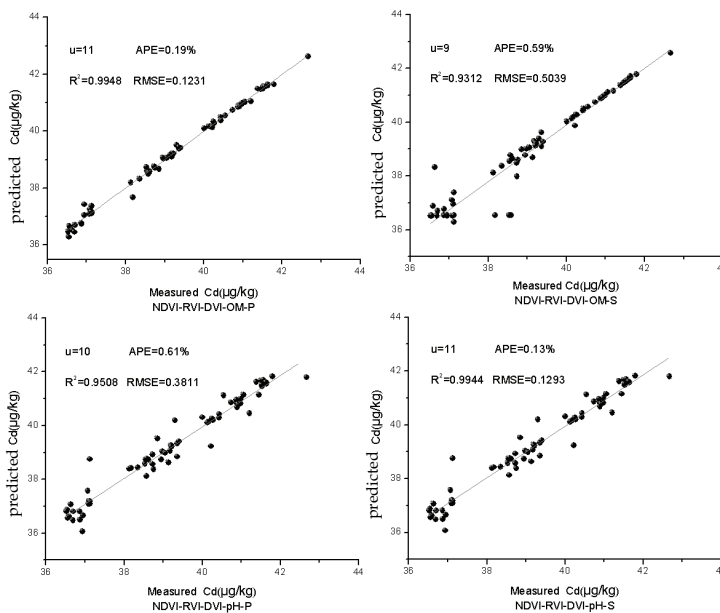 44
42
40
38
36
predicted Cd(µg/kg)
u=11 APE=0.19%
R²=0.9948 RMSE=0.1231
36 38 40 42 44
Measured Cd(µg/kg)
NDVI-RVI-DVI-OM-P
44
42
40
38
36
predicted Cd(µg/kg)
u=9 APE=0.59%
R²=0.9312 RMSE=0.5039
36 38 40 42 44
Measured Cd(µg/kg)
NDVI-RVI-DVI-OM-S
44
42
40
38
36
predicted Cd(µg/kg)
u=10 APE=0.61%
R²=0.9508 RMSE=0.3811
36 38 40 42 44
Measured Cd(µg/kg)
NDVI-RVI-DVI-pH-P
44
42
40
38
36
predicted Cd(µg/kg)
u=11 APE=0.13%
R²=0.9944 RMSE=0.1293
36 38 40 42
Measured Cd(µg/kg)
NDVI-RVI-DVI-pH-S